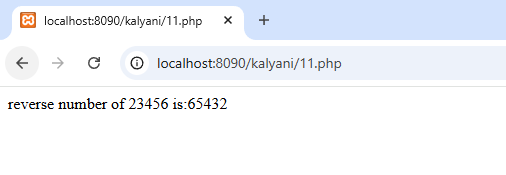 localhost:8090/kalyani/11.php
localhost:8090/kalyani/11.php
reverse number of 23456 is:65432